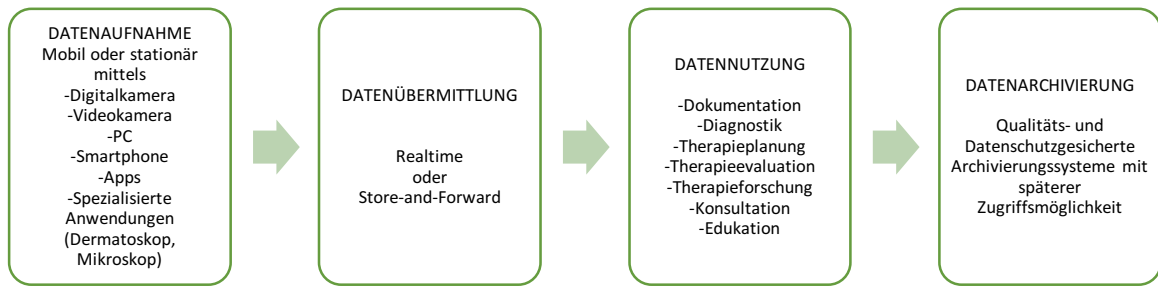 DATENAUFNAHME
Mobil oder stationär
mittels
-Digitalkamera
-Videokamera
-PC
-Smartphone
-Apps
-Spezialisierte
Anwendungen
(Dermatoskop,
Mikroskop)
DATENÜBERMITTLUNG
Realtime
oder
Store-and-Forward
DATENNUTZUNG
-Dokumentation
-Diagnostik
-Therapieplanung
-Therapieevaluation
-Therapieforschung
-Konsultation
-Edukation
DATENARCHIVIERUNG
Qualitäts- und
Datenschutzgesicherte
Archivierungssysteme mit
späterer
Zugriffsmöglichkeit